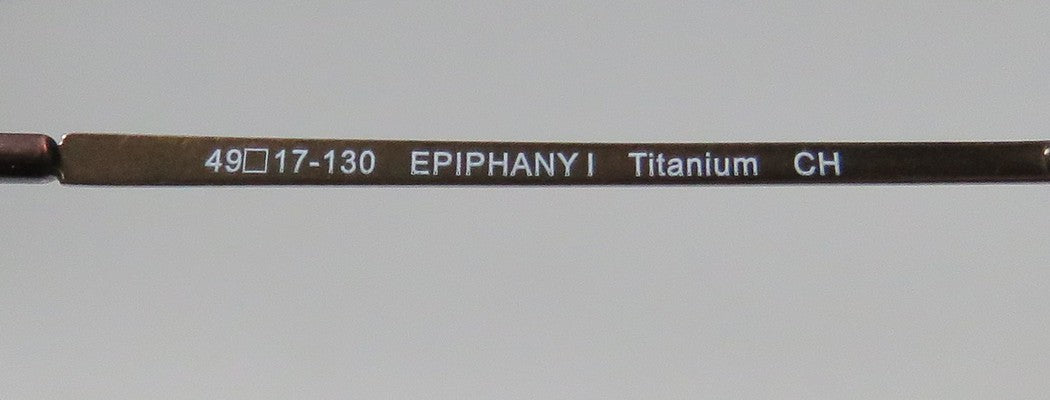 49□17-130 EPIPHANY I Titanium CH